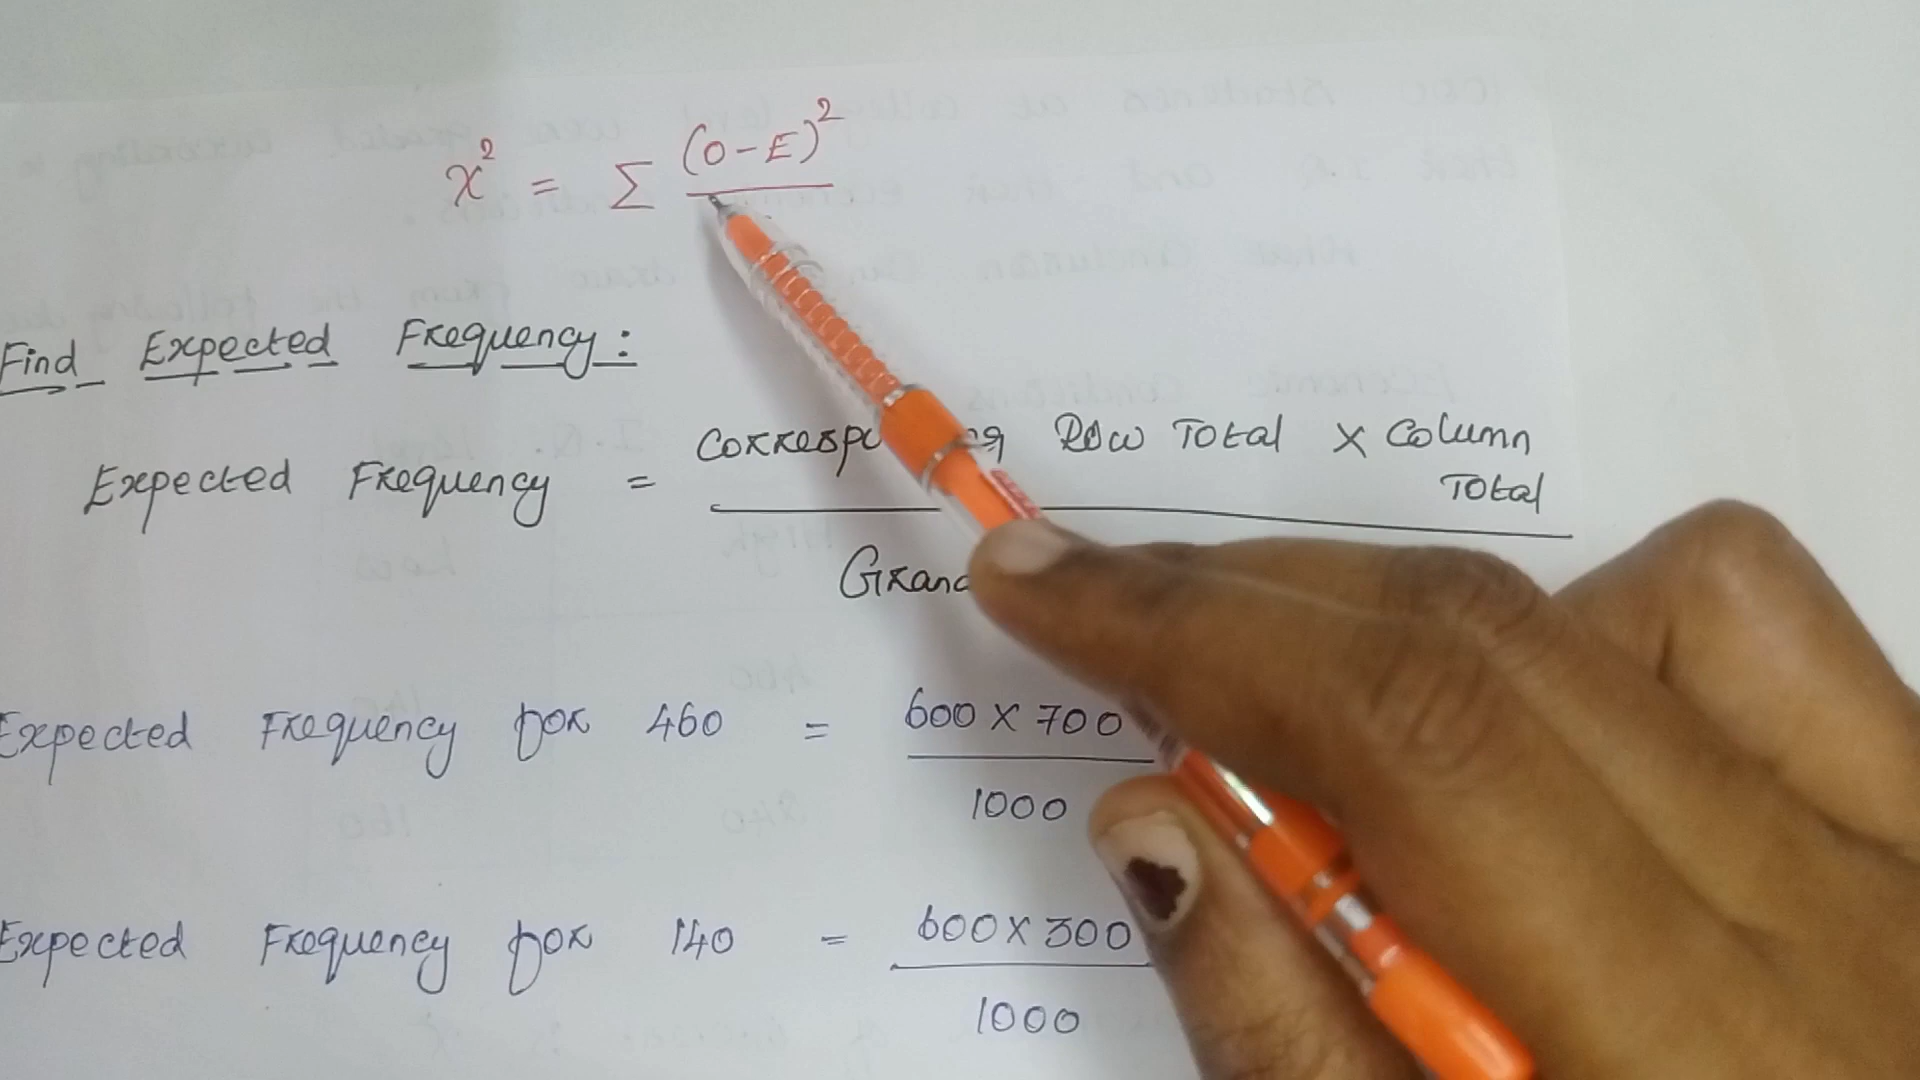 χ² = Σ (O-E)²
Find Expected Frequency:
Expected Frequency = Row Total X Column Total
Expected Frequency for 460 = 600 X 700
1000
Expected Frequency for 140 = 600 X 300
1000